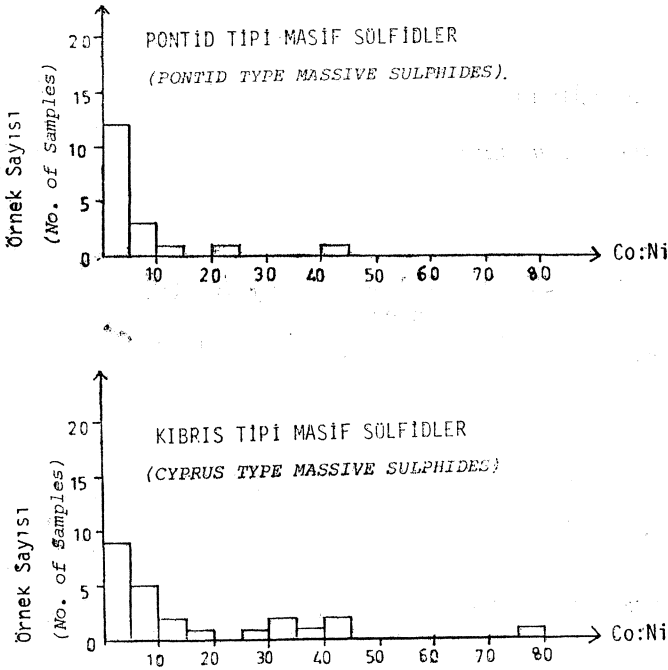 PONTİD TİPİ MASİF SÜLFİDLER
(PONTID TYPE MASSIVE SULPHIDES).
Örnek Sayısı
(No. of Samples)
20
15
10
5
0
10 20 30 40 50 60 70 80
Co:Ni
KIBRIS TİPİ MASİF SÜLFİDLER
(CYPRUS TYPE MASSIVE SULPHIDES)
Örnek Sayısı
(No. of Samples)
20
15
10
5
0
10 20 30 40 50 60 70 80
Co:Ni